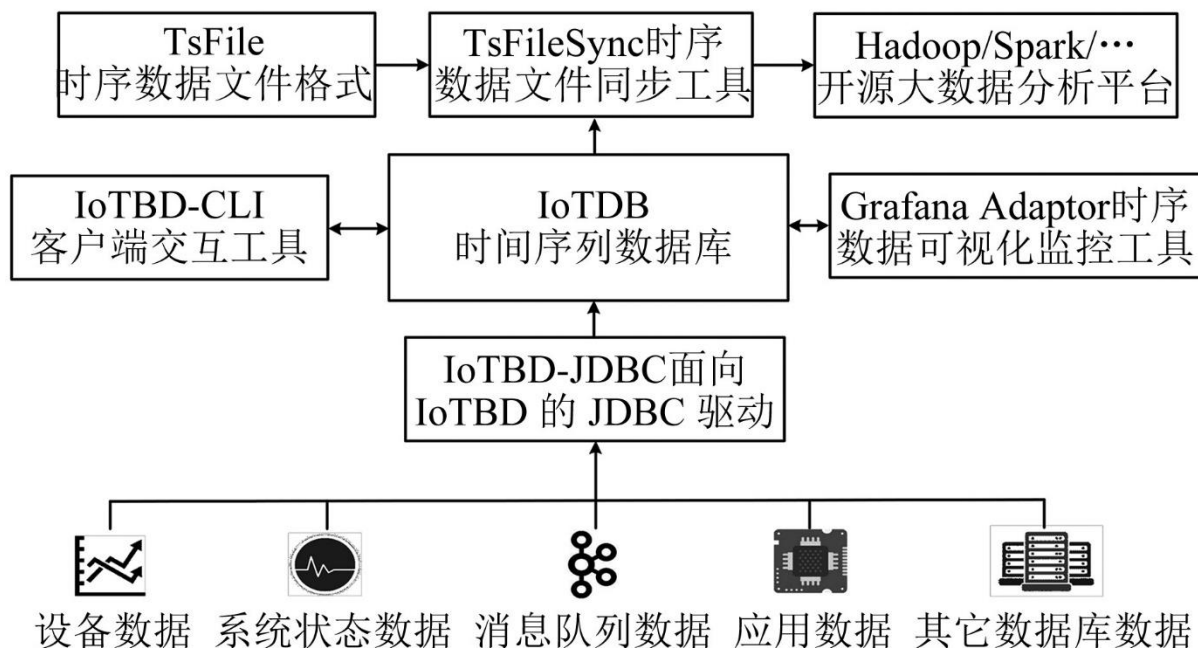 TsFile
时序数据文件格式
TsFileSync时序
数据文件同步工具
Hadoop/Spark/…
开源大数据分析平台
IoTBD-CLI
客户端交互工具
IoTDB
时间序列数据库
Grafana Adaptor时序
数据可视化监控工具
IoTBD-JDBC面向
IoTBD 的 JDBC 驱动
设备数据
系统状态数据
消息队列数据
应用数据
其它数据库数据